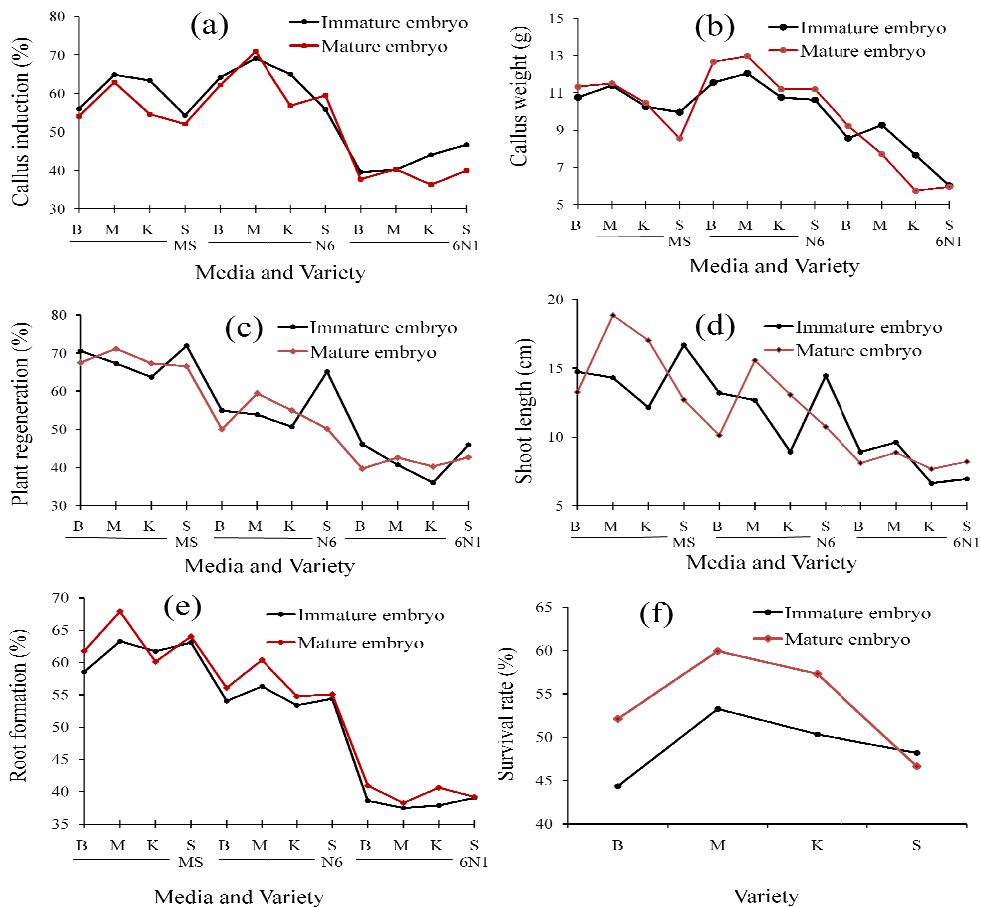 (a)
Immature embryo
Mature embryo
Callus induction (%)
80
70
60
50
40
30
B M K S B M K S B M K S
MS N6 6N1
Media and Variety
(b)
Immature embryo
Mature embryo
Callus weight (g)
15
13
11
9
7
5
B M K S B M K S B M K S
MS N6 6N1
Media and Variety
(c)
Immature embryo
Mature embryo
Plant regeneration (%)
80
70
60
50
40
30
B M K S B M K S B M K S
MS N6 6N1
Media and Variety
(d)
Immature embryo
Mature embryo
Shoot length (cm)
20
15
10
5
B M K S B M K S B M K S
MS N6 6N1
Media and Variety
(e)
Immature embryo
Mature embryo
Root formation (%)
70
65
60
55
50
45
40
35
B M K S B M K S B M K S
MS N6 6N1
Media and Variety
(f)
Immature embryo
Mature embryo
Survival rate (%)
65
60
55
50
45
40
B M K S
Variety